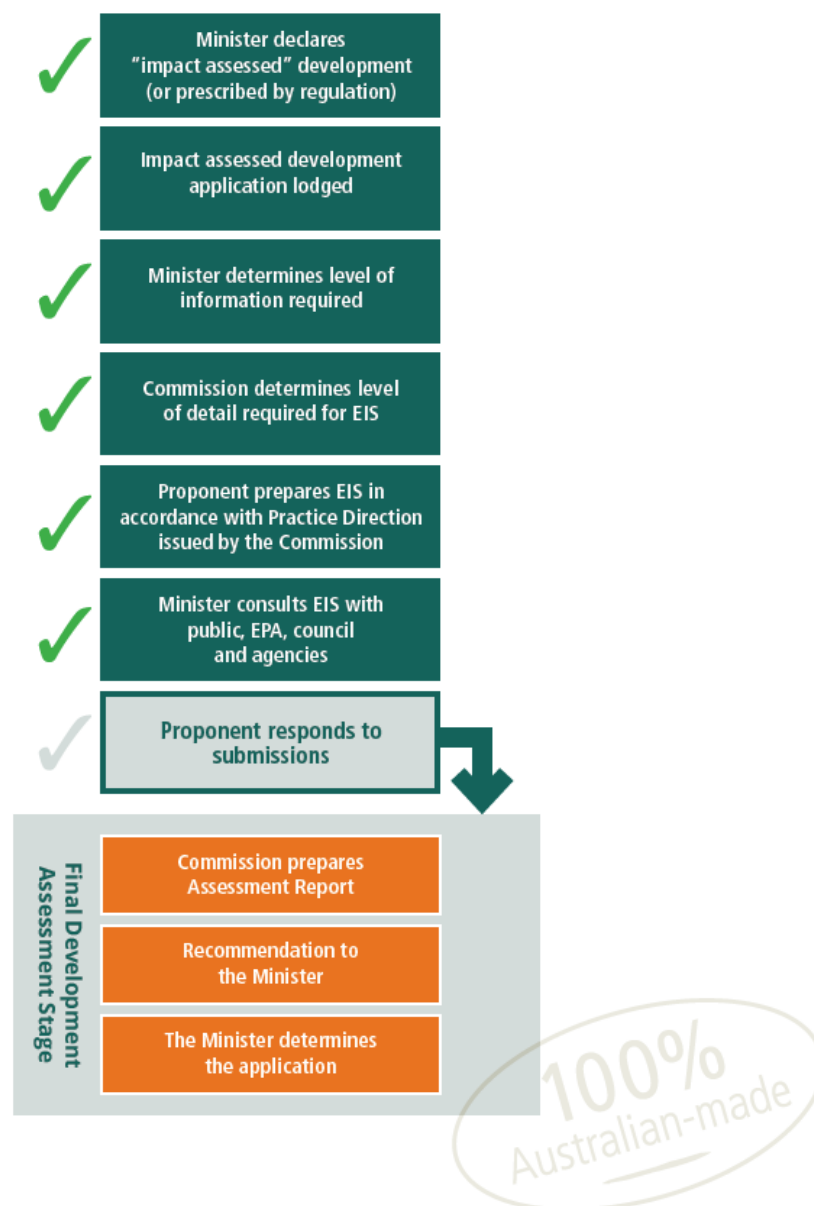 Minister declares
“impact assessed” development
(or prescribed by regulation)
Impact assessed development
application lodged
Minister determines level of
information required
Commission determines level
of detail required for EIS
Proponent prepares EIS in
accordance with Practice Direction
issued by the Commission
Minister consults EIS with
public, EPA, council
and agencies
Proponent responds to
submissions
Final Development
Assessment Stage
Commission prepares
Assessment Report
Recommendation to
the Minister
The Minister determines
the application
100%
Australian-made